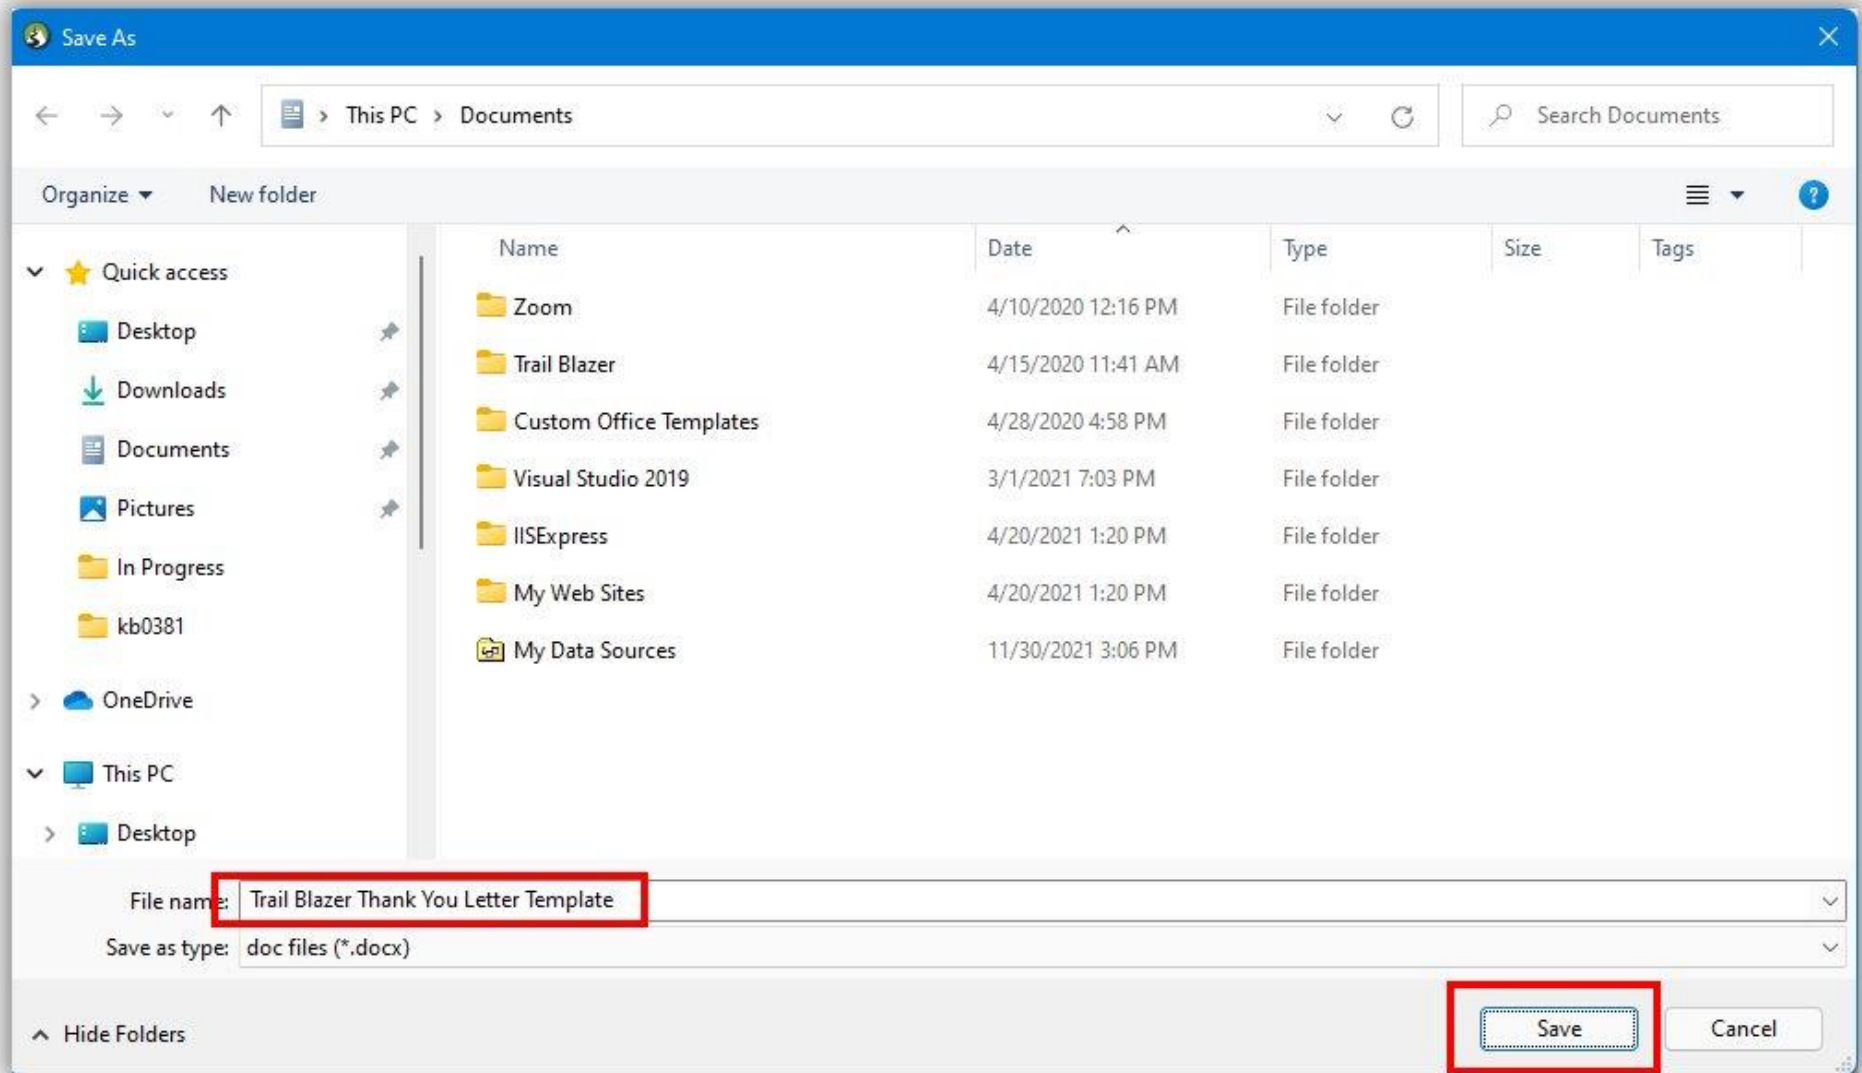 Save As
This PC > Documents
Search Documents
Organize
New folder
Name Date Type Size Tags
Quick access
Desktop
Downloads
Documents
Pictures
In Progress
kb0381
OneDrive
This PC
Desktop
Zoom 4/10/2020 12:16 PM File folder
Trail Blazer 4/15/2020 11:41 AM File folder
Custom Office Templates 4/28/2020 4:58 PM File folder
Visual Studio 2019 3/1/2021 7:03 PM File folder
IISExpress 4/20/2021 1:20 PM File folder
My Web Sites 4/20/2021 1:20 PM File folder
My Data Sources 11/30/2021 3:06 PM File folder
File name: Trail Blazer Thank You Letter Template
Save as type: doc files (*.docx)
Hide Folders
Save
Cancel